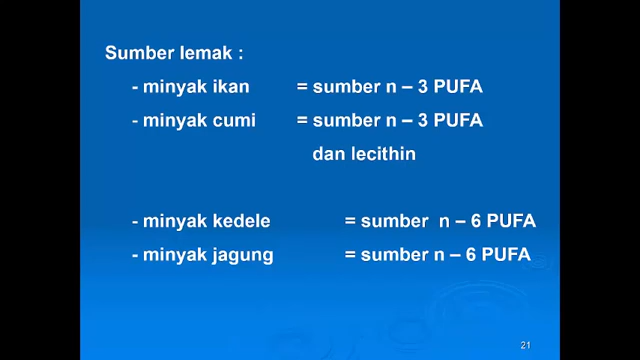 Sumber lemak :
- minyak ikan = sumber n – 3 PUFA
- minyak cumi = sumber n – 3 PUFA
dan lecithin
- minyak kedele = sumber n – 6 PUFA
- minyak jagung = sumber n – 6 PUFA
21